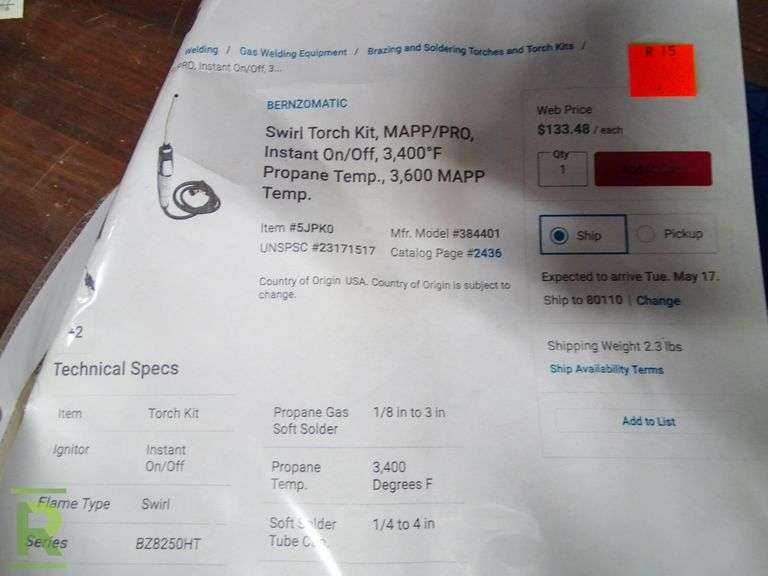 Welding / Gas Welding Equipment / Brazing and Soldering Torches and Torch Kits /
PRO, Instant On/Off, 3...
R 15
BERNZOMATIC
Swirl Torch Kit, MAPP/PRO,
Instant On/Off, 3,400°F
Propane Temp., 3,600 MAPP
Temp.
Item #5JPK0
Mfr. Model #384401
UNSPSC #23171517
Catalog Page #2436
Country of Origin USA. Country of Origin is subject to
change.
Web Price
$133.48 / each
Qty
1
Ship
Pickup
Expected to arrive Tue. May 17.
Ship to 80110 | Change
Shipping Weight 2.3 lbs
Ship Availability Terms
Add to List
+2
Technical Specs
Item
Torch Kit
Ignitor
Instant
On/Off
Flame Type
Swirl
Series
BZ8250HT
Propane Gas
Soft Solder
1/8 in to 3 in
Propane
Temp.
3,400
Degrees F
Soft Solder
Tube
1/4 to 4 in
R